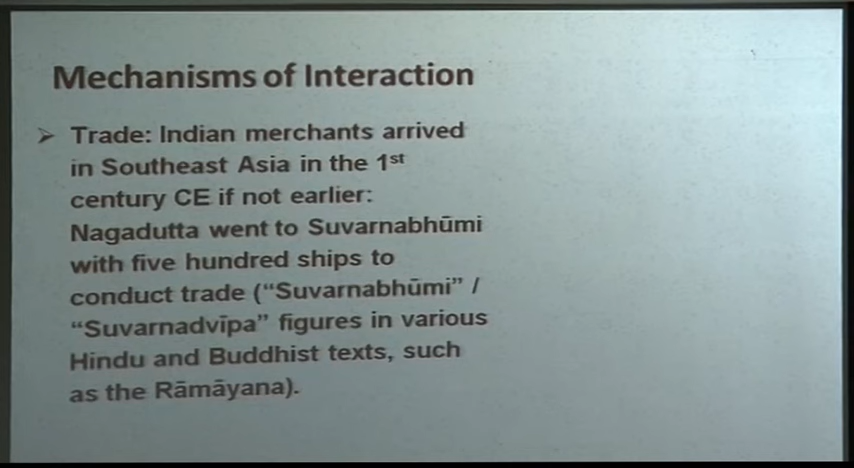 Mechanisms of Interaction
➢ Trade: Indian merchants arrived
in Southeast Asia in the 1st
century CE if not earlier:
Nagadutta went to Suvarnabhūmi
with five hundred ships to
conduct trade (“Suvarnabhūmi” /
“Suvarnadvīpa” figures in various
Hindu and Buddhist texts, such
as the Rāmāyana).